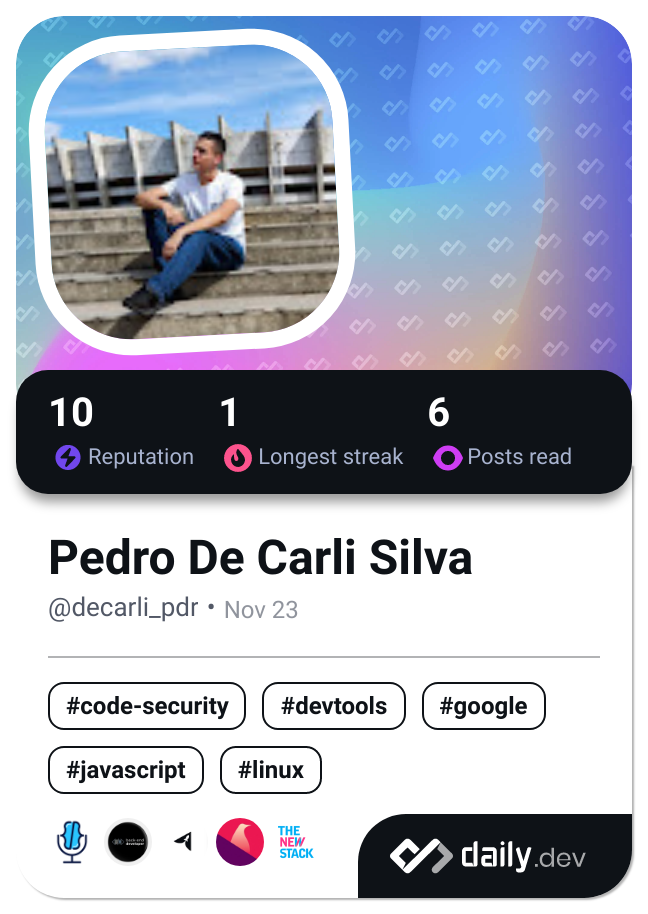 10 1 6
Reputation Longest streak Posts read
Pedro De Carli Silva
@decarli_pdr • Nov 23
#code-security #devtools #google
#javascript #linux
THE
NEW
STACK
daily.dev